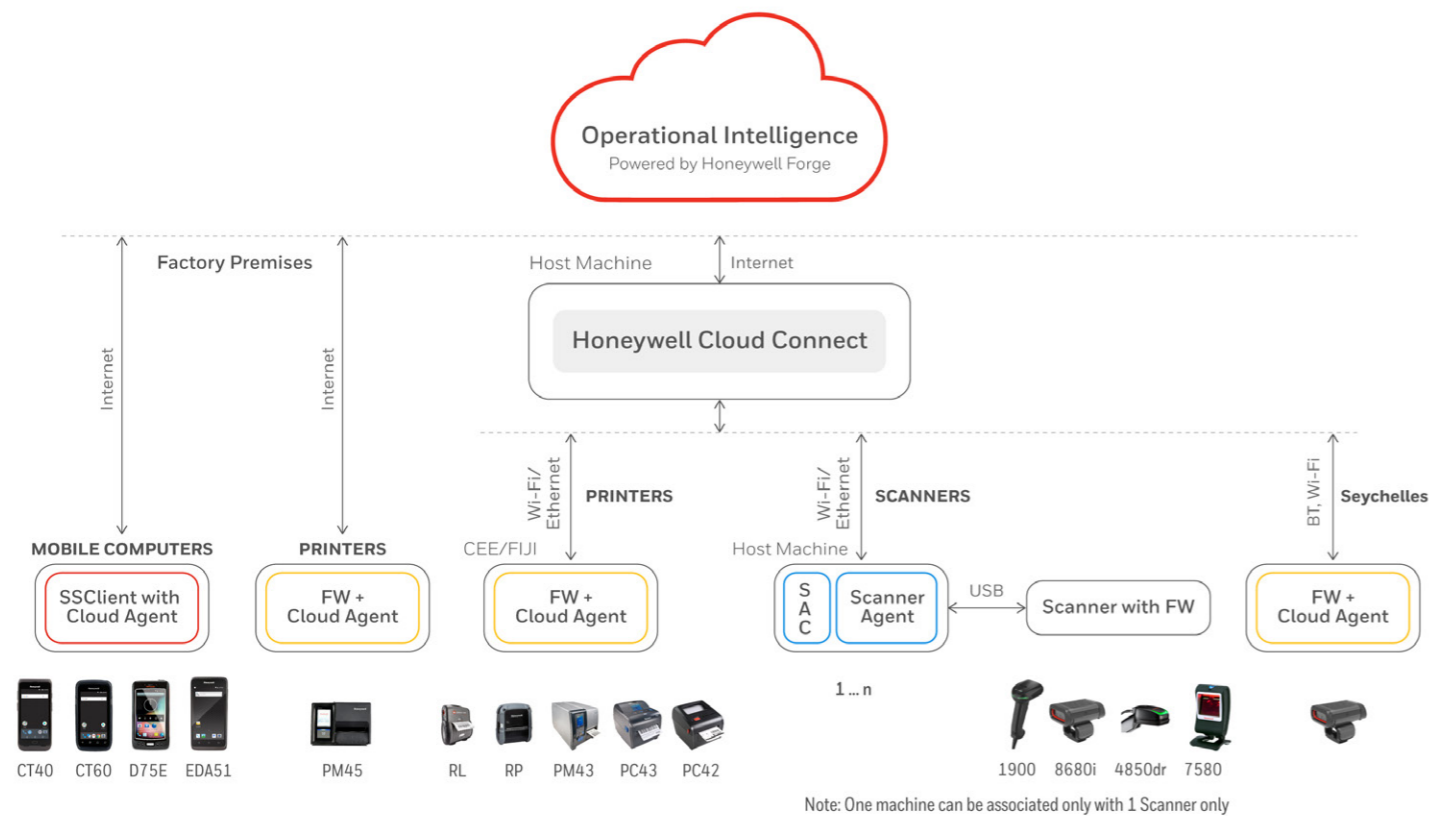 Operational Intelligence
Powered by Honeywell Forge
Factory Premises
Host Machine
Internet
Internet
Internet
Honeywell Cloud Connect
Wi-Fi/
Ethernet
PRINTERS
Wi-Fi/
Ethernet
SCANNERS
BT, Wi-Fi
Seychelles
MOBILE COMPUTERS
SSClient with
Cloud Agent
PRINTERS
FW +
Cloud Agent
CEE/FIJI
FW +
Cloud Agent
Host Machine
S
A
C
Scanner
Agent
USB
Scanner with FW
FW +
Cloud Agent
1 ... n
CT40
CT60
D75E
EDA51
PM45
RL
RP
PM43
PC43
PC42
1900
8680i
4850dr
7580
Note: One machine can be associated only with 1 Scanner only